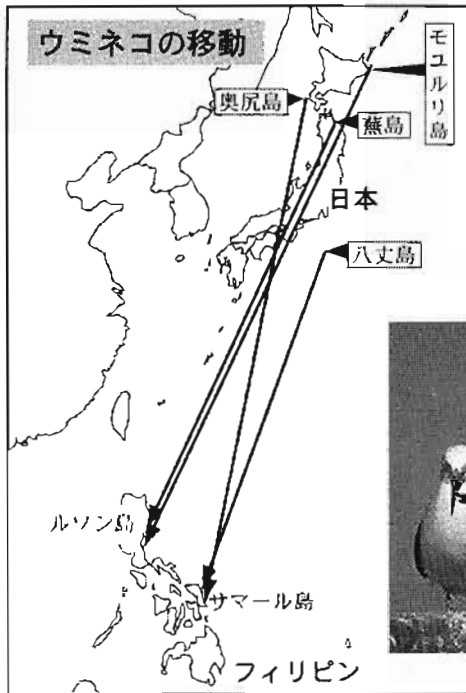 ウミネコの移動
モユルリ島
奥尻島
蕪島
日本
八丈島
ルソン島
サマール島
フィリピン